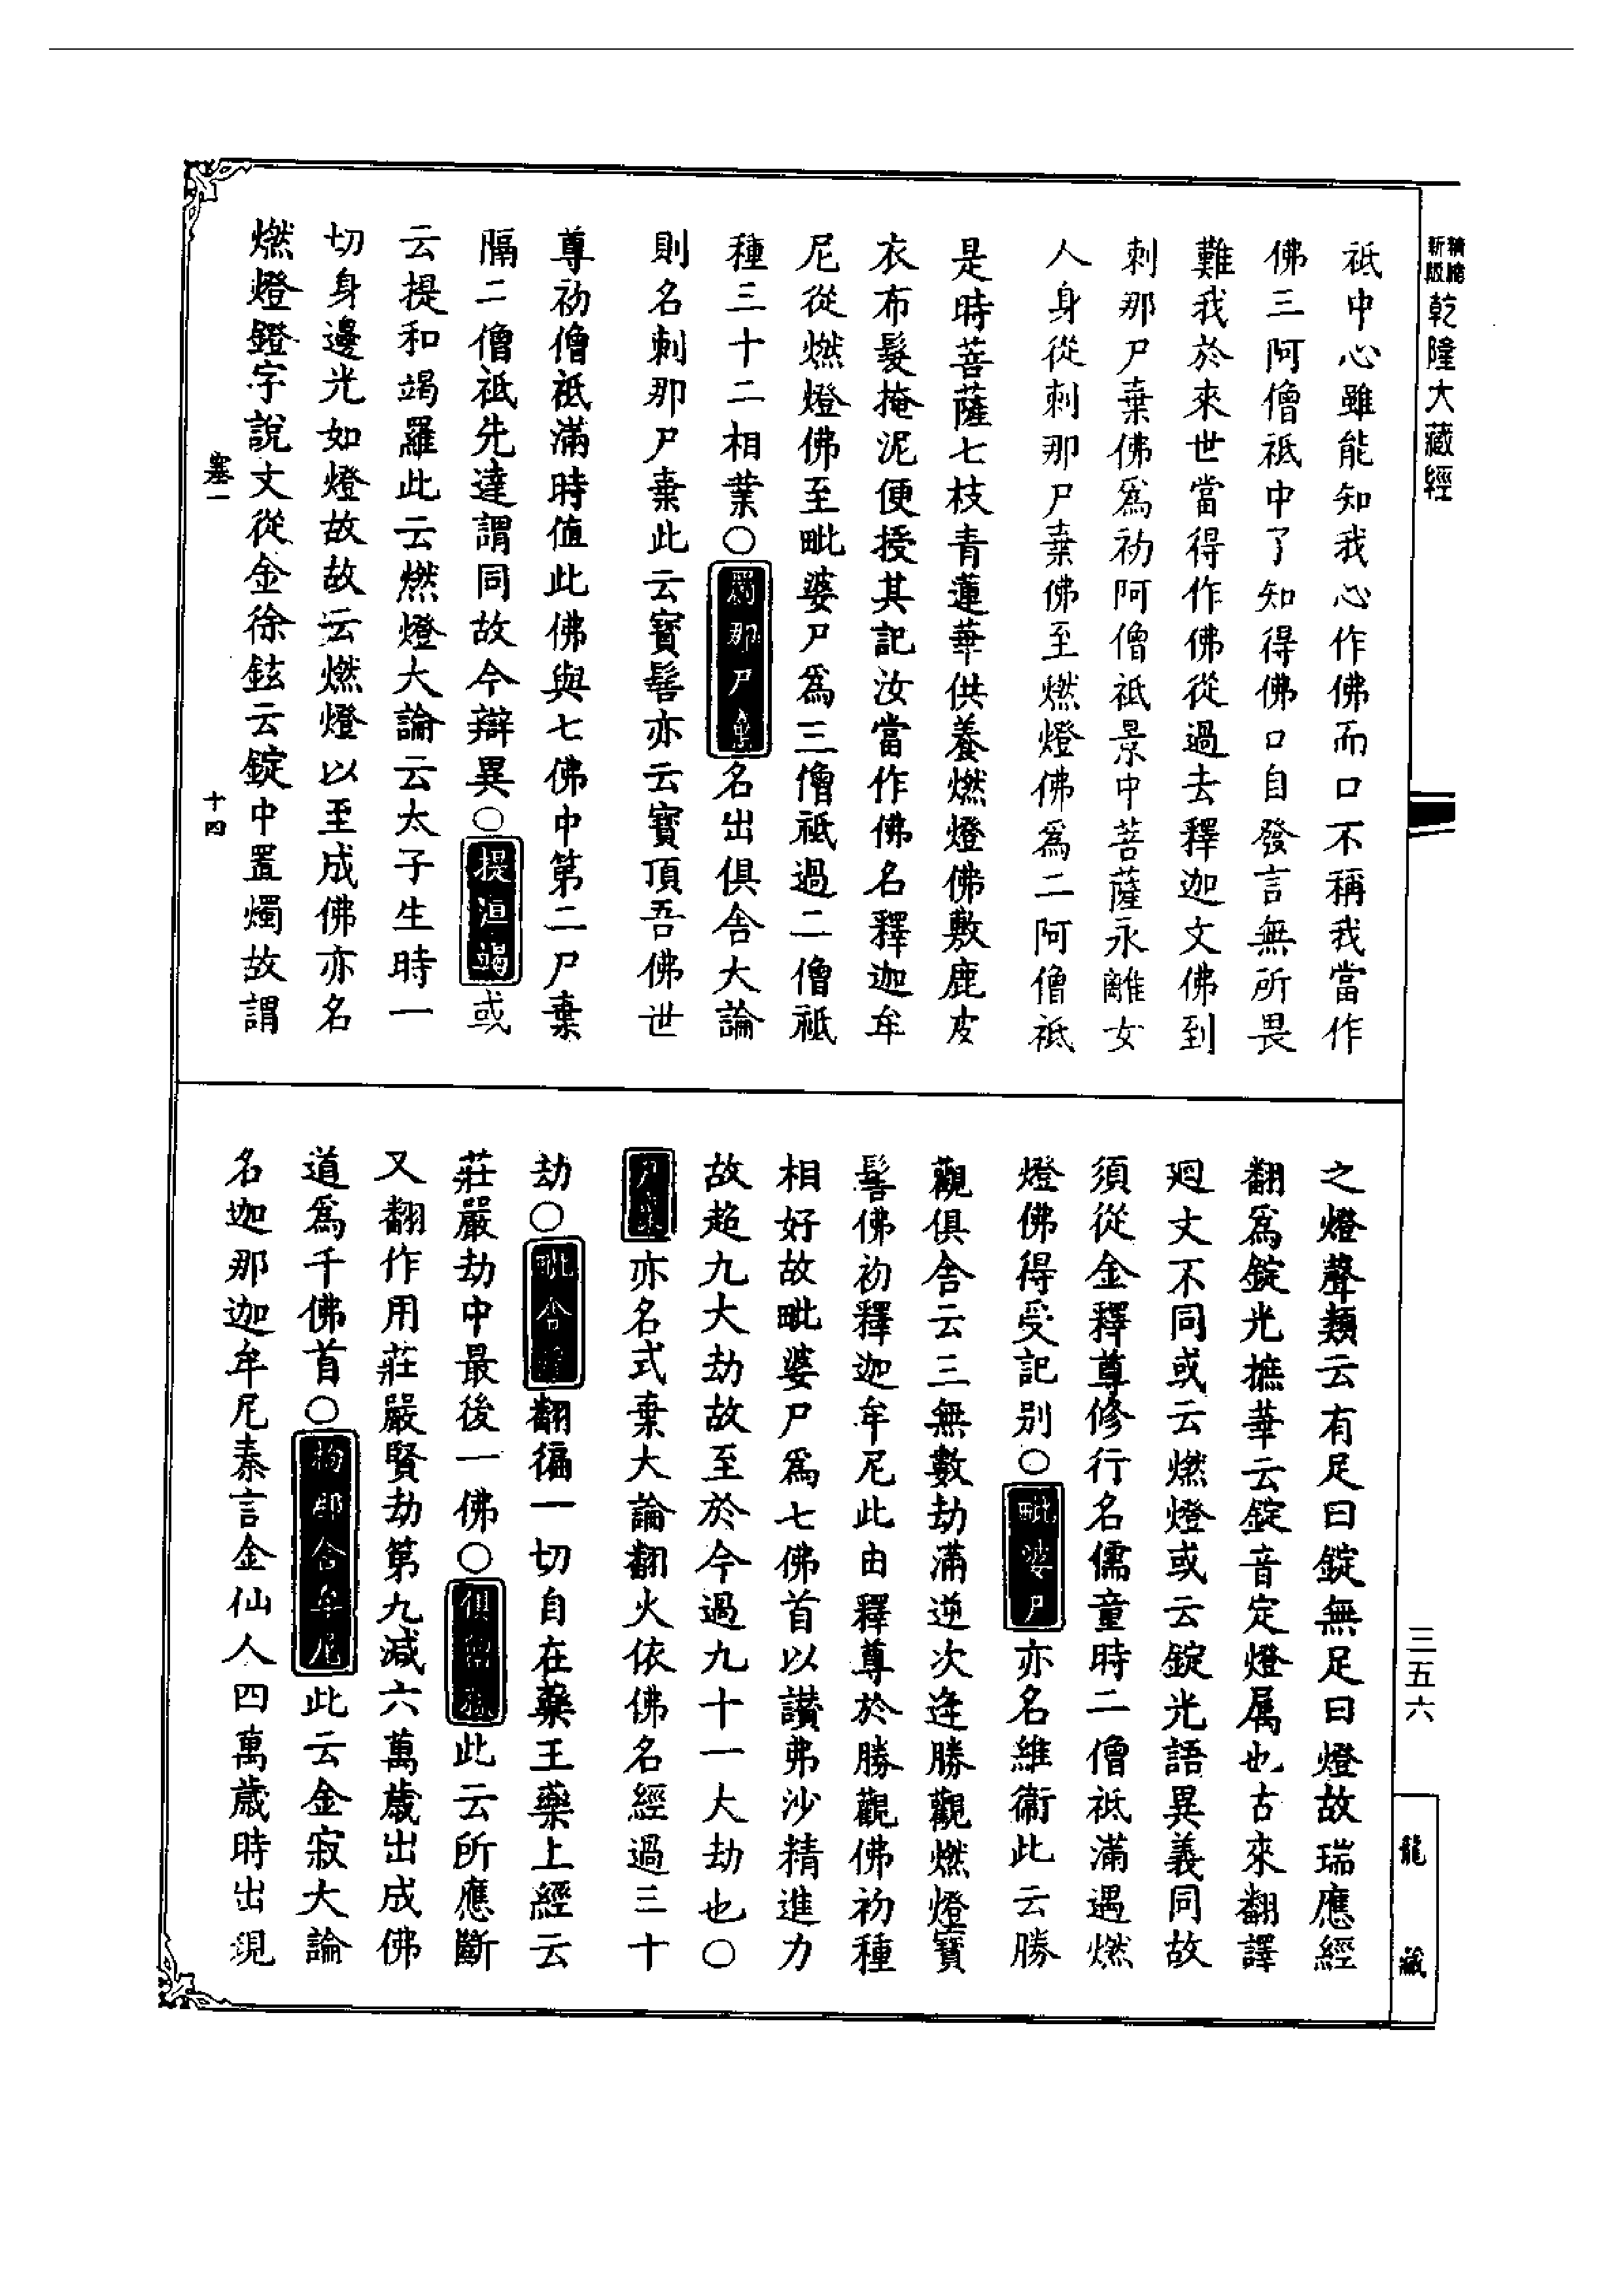 精縮
新版
乾隆大藏經
祇中心雖能知我心作佛而口不稱我當作
佛三阿僧祇中了知得佛口自發言無所畏
難我於來世當得作佛從過去釋迦文佛到
剌那尸棄佛爲初阿僧祇景中菩薩永離女
人身從剌那尸棄佛至燃燈佛爲二阿僧祇
是時菩薩七枝青蓮華供養燃燈佛敷鹿皮
衣布髮掩泥便授其記汝當作佛名釋迦牟
尼從燃燈佛至毗婆尸爲三僧祇過二僧祇
種三十二相業○罽那尸棄名出俱舍大論
則名剌那尸棄此云寳髻亦云寳頂吾佛世
尊初僧祇滿時值此佛與七佛中第二尸棄
隔二僧祇先達謂同故今辯異○提洹竭或
云提和竭羅此云燃燈大論云太子生時一
切身邊光如燈故故云燃燈以至成佛亦名
燃燈鐙字說文從金徐鉉云錠中置燭故謂
塞一
十四
之燈聲類云有足曰錠無足曰燈故瑞應經
翻爲錠光摭華云錠音定燈属也古來翻譯
廻文不同或云燃燈或云錠光語異義同故
須從金釋尊修行名儒童時二僧祇滿遇燃
燈佛得受記別○毗婆尸亦名維衛此云勝
觀俱舍云三無數劫滿逆次逢勝觀燃燈寳
髻佛初釋迦牟尼此由釋尊於勝觀佛初種
相好故毗婆尸爲七佛首以讃弗沙精進力
故超九大劫故至於今過九十一大劫也○
尸棄亦名式棄大論翻火依佛名經過三十
劫○毗舍浮翻徧一切自在藥王藥上經云
莊嚴劫中最後一佛○俱留孫此云所應斷
又翻作用莊嚴賢劫第九減六萬歲出成佛
道爲千佛首○拘那含牟尼此云金寂大論
名迦那迦牟尼秦言金仙人四萬歲時出現
三五六
龍藏